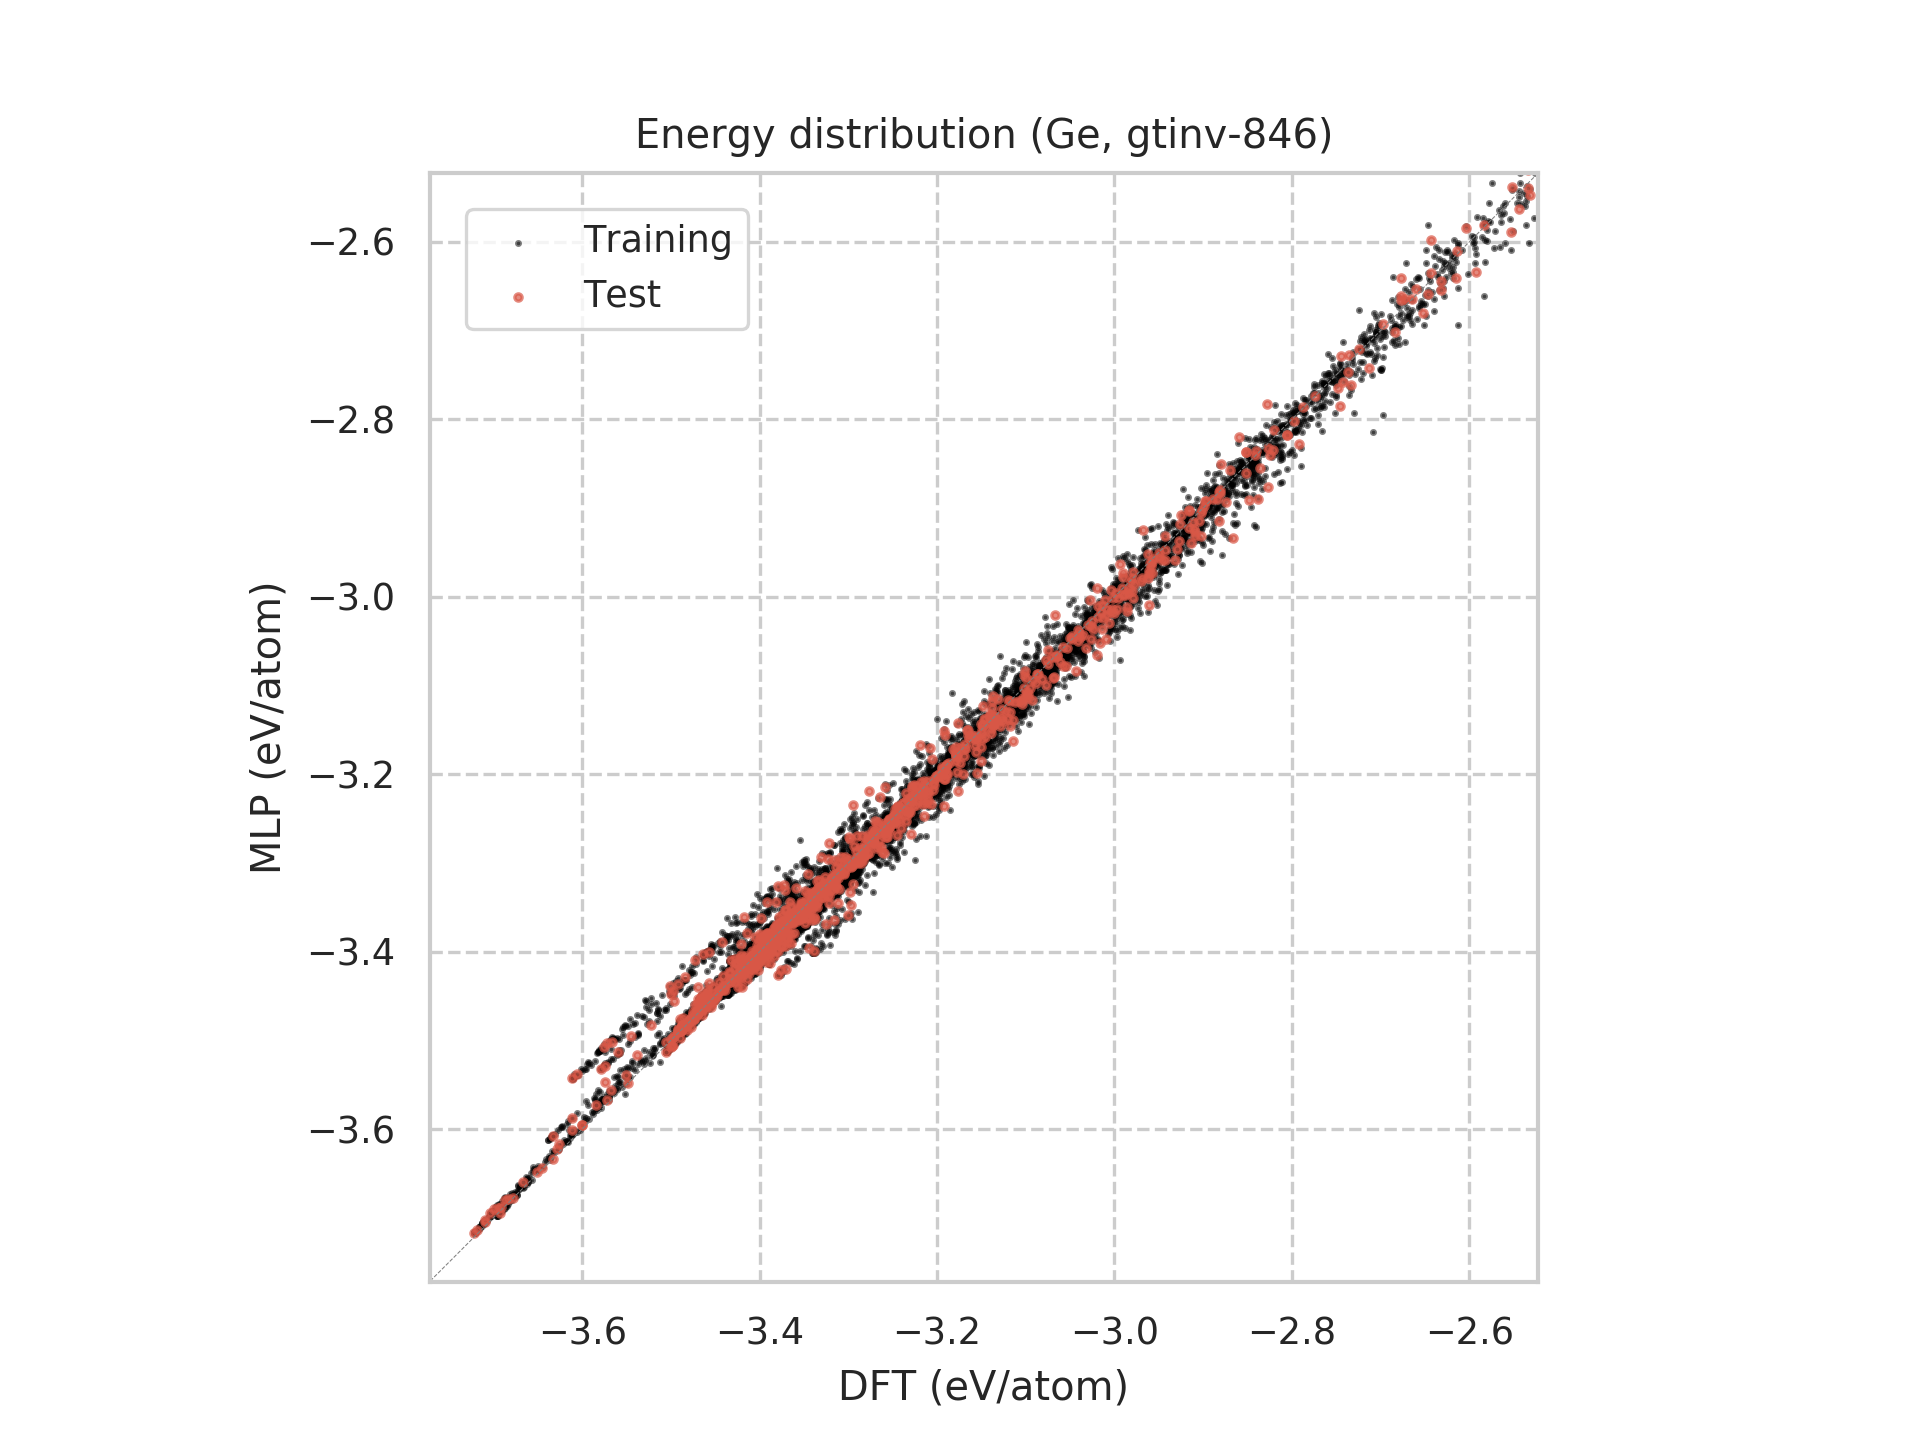 Energy distribution (Ge, gtinv-846)
Training
Test
−2.6
−2.8
−3.0
−3.2
−3.4
−3.6
MLP (eV/atom)
−3.6 −3.4 −3.2 −3.0 −2.8 −2.6
DFT (eV/atom)